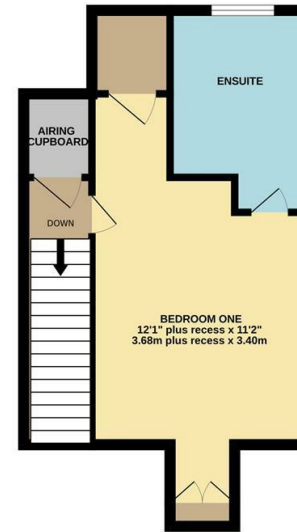 ENSUITE
AIRING
CUPBOARD
DOWN
BEDROOM ONE
12'1" plus recess x 11'2"
3.68m plus recess x 3.40m